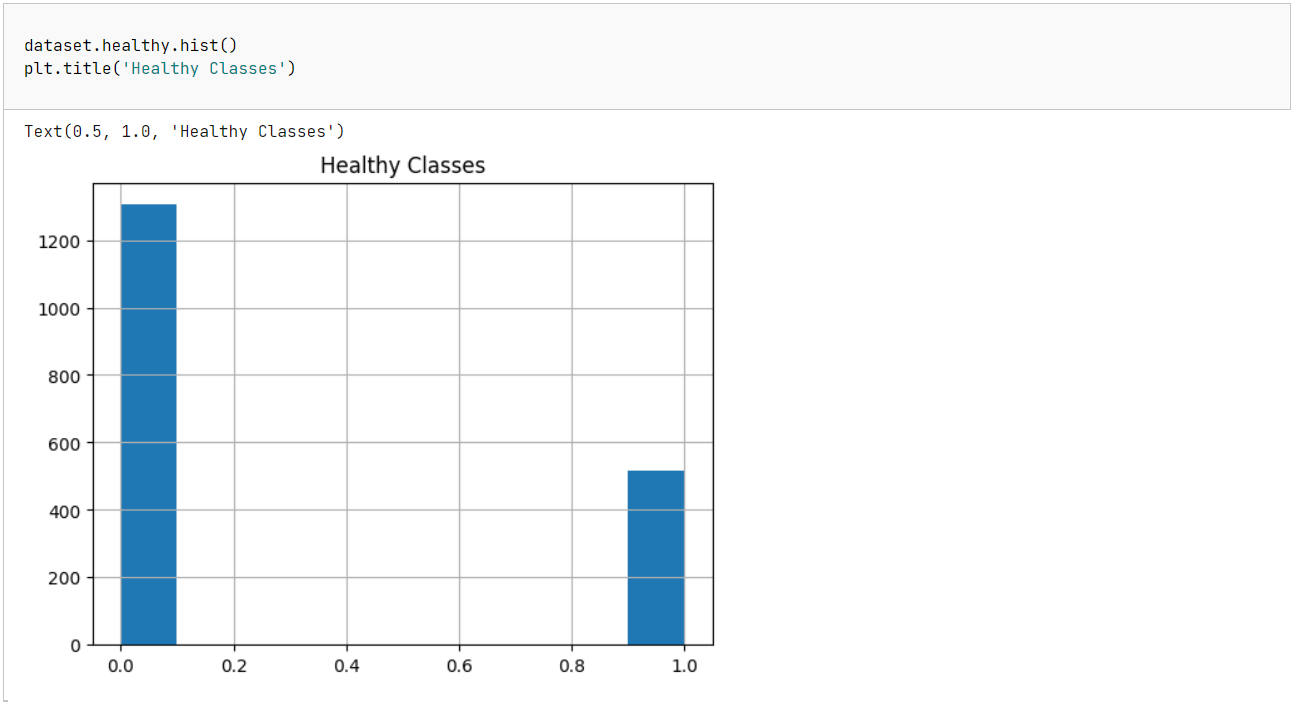 dataset.healthy.hist()
plt.title('Healthy Classes')
Text(0.5, 1.0, 'Healthy Classes')
Healthy Classes
1200
1000
800
600
400
200
0
0.0 0.2 0.4 0.6 0.8 1.0